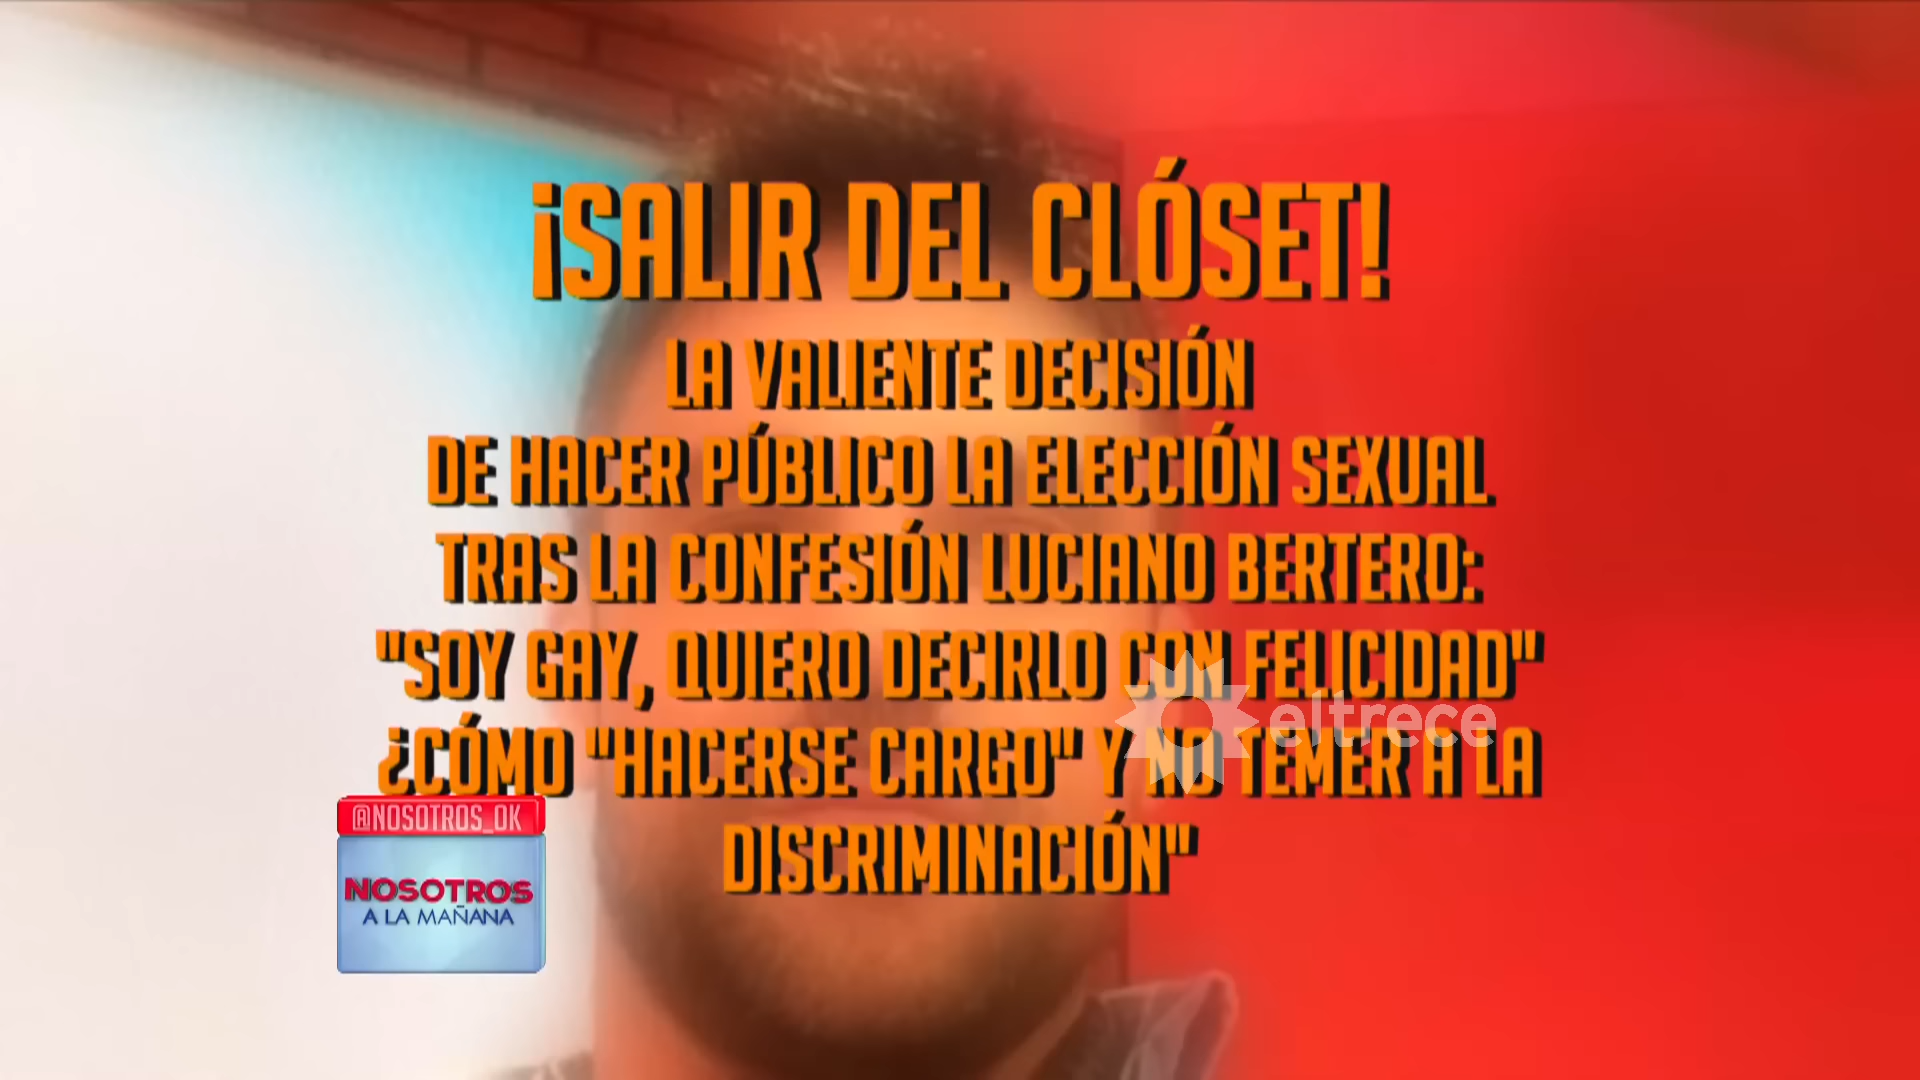 ¡SALIR DEL CLÓSET!
LA VALIENTE DECISIÓN
DE HACER PÚBLICO LA ELECCIÓN SEXUAL
TRAS LA CONFESIÓN LUCIANO BERTERO:
"SOY GAY, QUIERO DECIRLO CON FELICIDAD"
eltrece
¿CÓMO "HACERSE CARGO" Y NO TEMER A LA
DISCRIMINACIÓN"
@NOSOTROS_OK
NOSOTROS
A LA MAÑANA